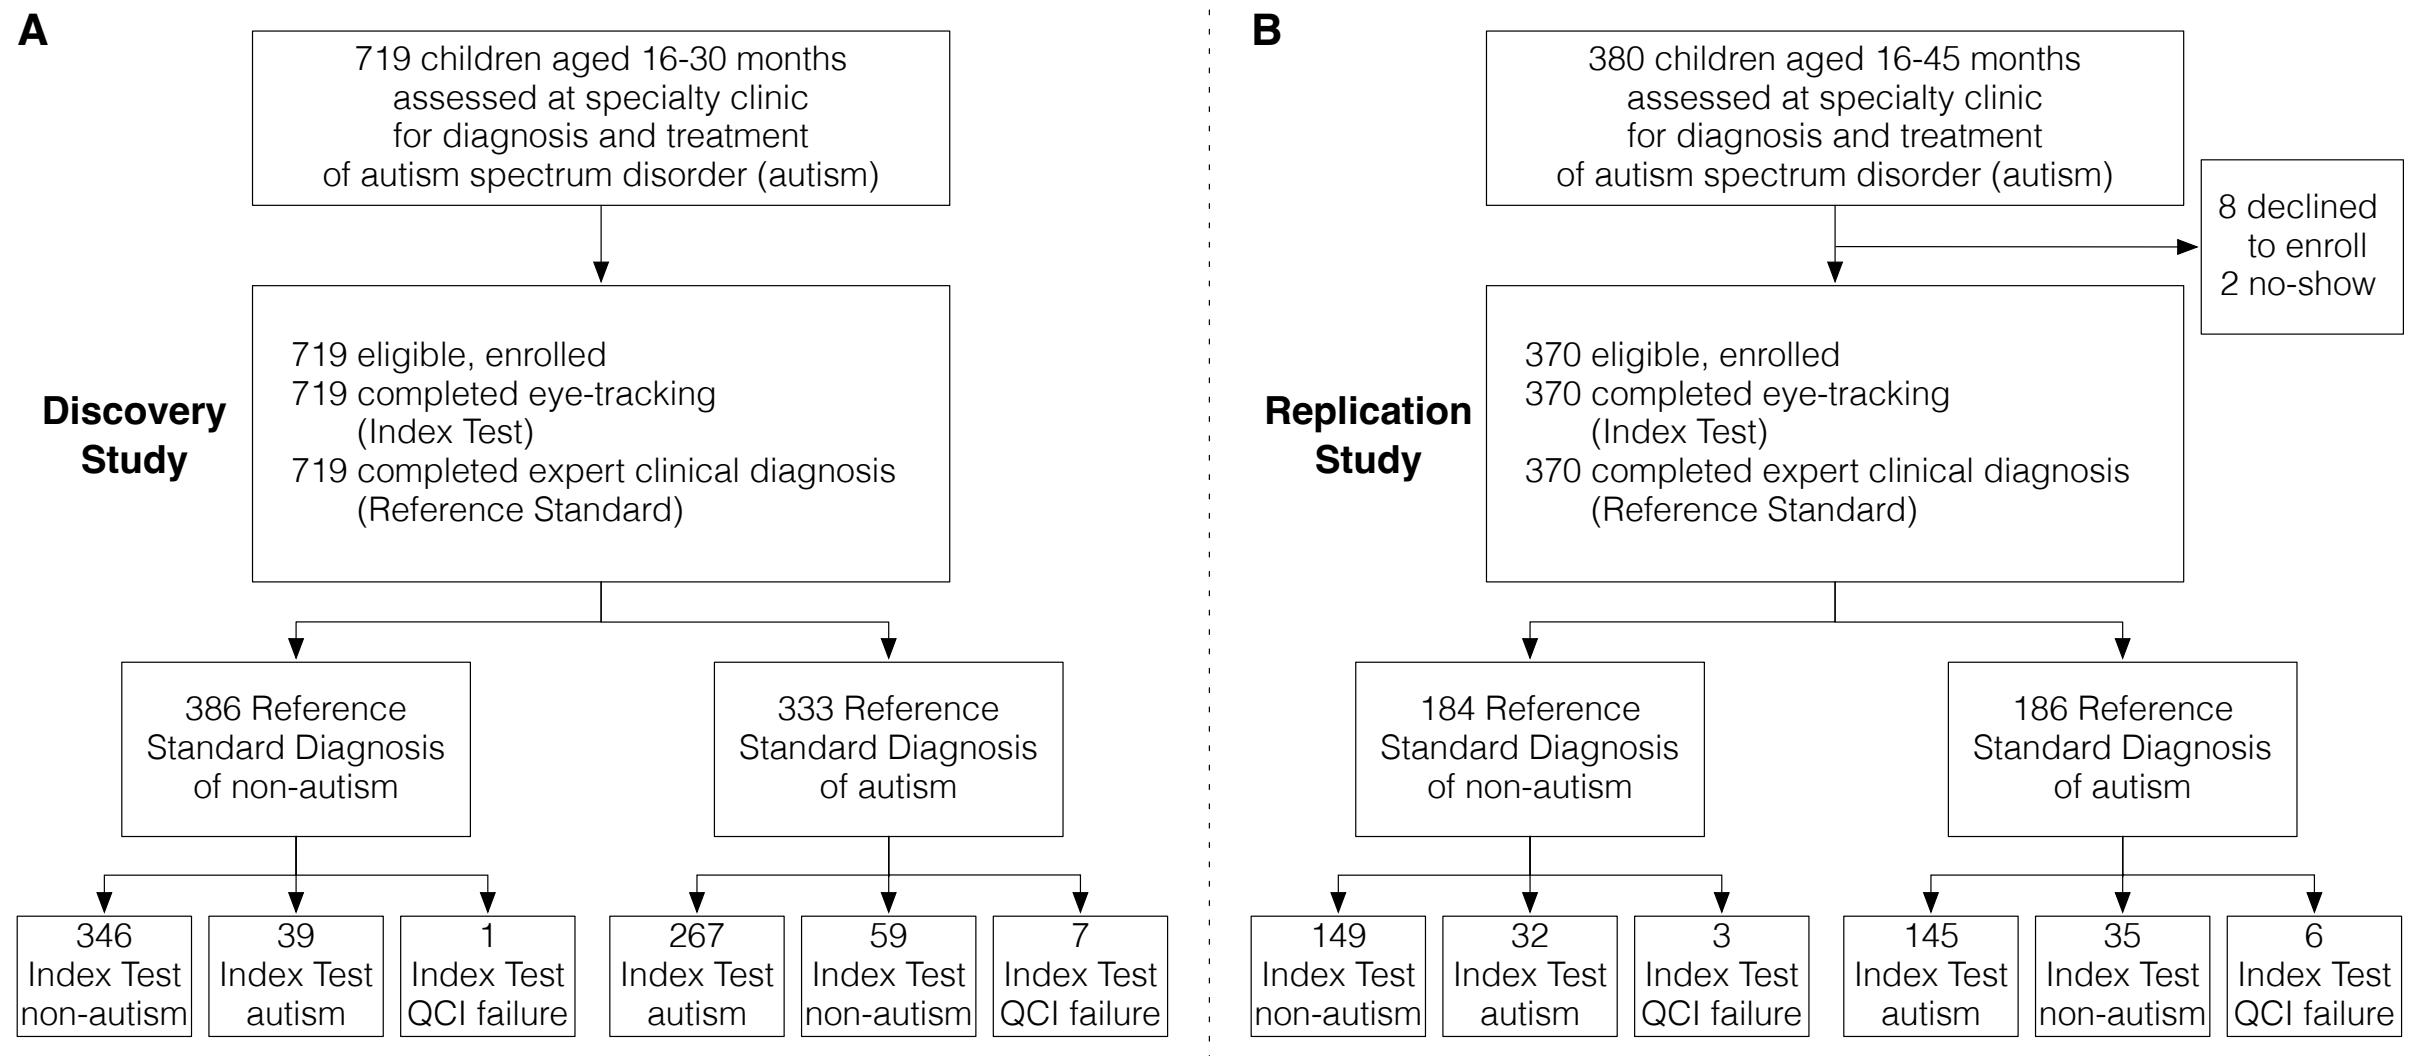 A
719 children aged 16-30 months
assessed at specialty clinic
for diagnosis and treatment
of autism spectrum disorder (autism)
Discovery
Study
719 eligible, enrolled
719 completed eye-tracking
(Index Test)
719 completed expert clinical diagnosis
(Reference Standard)
386 Reference
Standard Diagnosis
of non-autism
333 Reference
Standard Diagnosis
of autism
346
Index Test
non-autism
39
Index Test
autism
1
Index Test
QCI failure
267
Index Test
autism
59
Index Test
non-autism
7
Index Test
QCI failure
B
380 children aged 16-45 months
assessed at specialty clinic
for diagnosis and treatment
of autism spectrum disorder (autism)
8 declined
to enroll
2 no-show
Replication
Study
370 eligible, enrolled
370 completed eye-tracking
(Index Test)
370 completed expert clinical diagnosis
(Reference Standard)
184 Reference
Standard Diagnosis
of non-autism
186 Reference
Standard Diagnosis
of autism
149
Index Test
non-autism
32
Index Test
autism
3
Index Test
QCI failure
145
Index Test
autism
35
Index Test
non-autism
6
Index Test
QCI failure